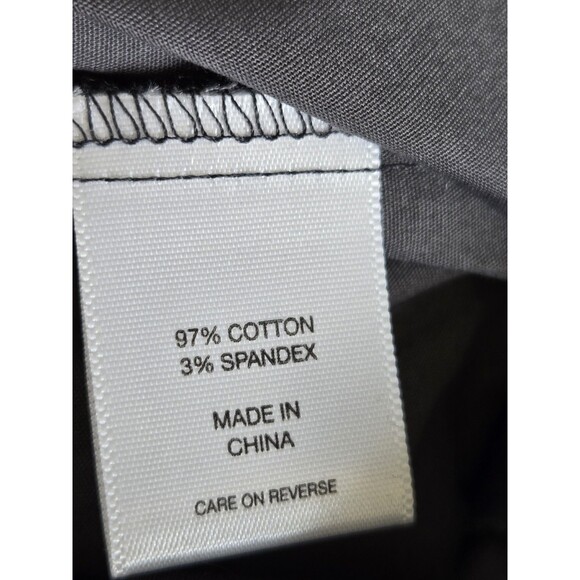 97% COTTON
3% SPANDEX
MADE IN
CHINA
CARE ON REVERSE